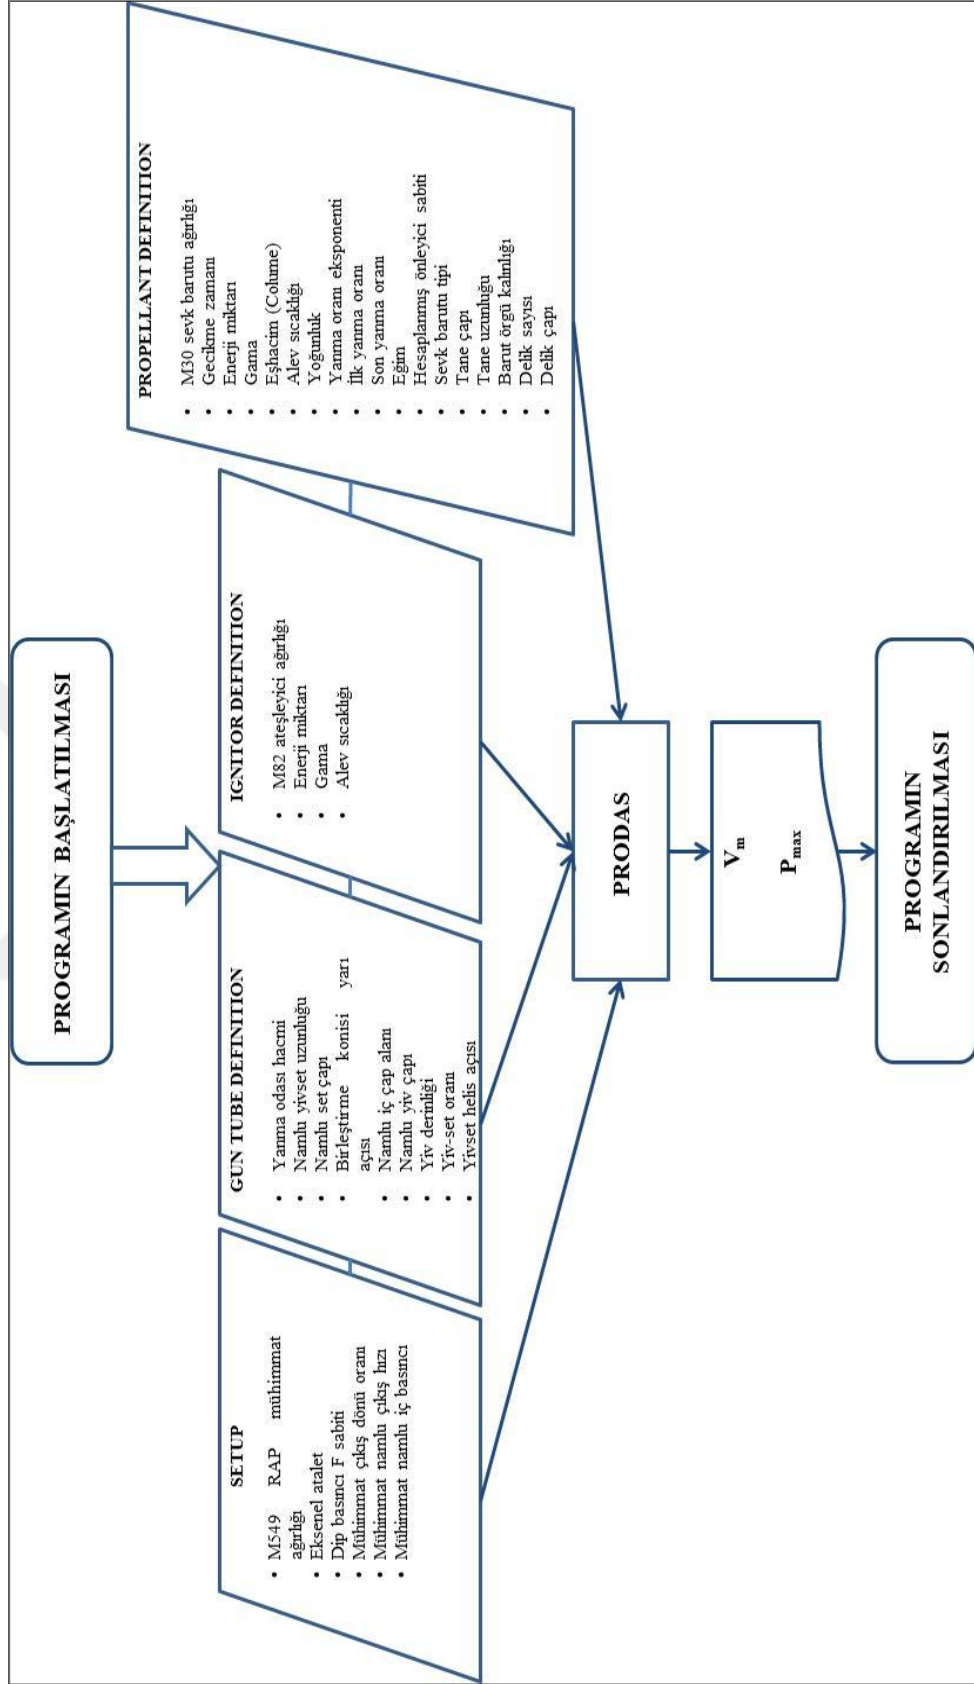 PROGRAMIN BAŞLATILMASI
SETUP
• M549 RAP mühimmat
ağırlığı
• Eksenel atalet
• Dip basıncı F sabiti
• Mühimmat çıkış dönü oranı
• Mühimmat namlu çıkış hızı
• Mühimmat namlu iç basıncı
GUN TUBE DEFINITION
• Yanma odası hacmi
• Namlu yivset uzunluğu
• Namlu set çapı
• Birleştirme konisi yarı
açısı
• Namlu iç çap alanı
• Namlu yiv çapı
• Yiv derinliği
• Yiv-set oranı
• Yivset helis açısı
IGNITOR DEFINITION
• M82 ateşleyici ağırlığı
• Enerji miktarı
• Gama
• Alev sıcaklığı
PROPELLANT DEFINITION
• M30 sevk barutu ağırlığı
• Gecikme zamanı
• Enerji miktarı
• Gama
• Eşhacim (Colume)
• Alev sıcaklığı
• Yoğunluk
• Yanma oranı eksponenti
• İlk yanma oranı
• Son yanma oranı
• Eğim
• Hesaplanmış önleyici sabiti
• Sevk barutu tipi
• Tane çapı
• Tane uzunluğu
• Barut örgü kalınlığı
• Delik sayısı
• Delik çapı
PRODAS
Vm
Pmax
PROGRAMIN
SONLANDIRILMASI